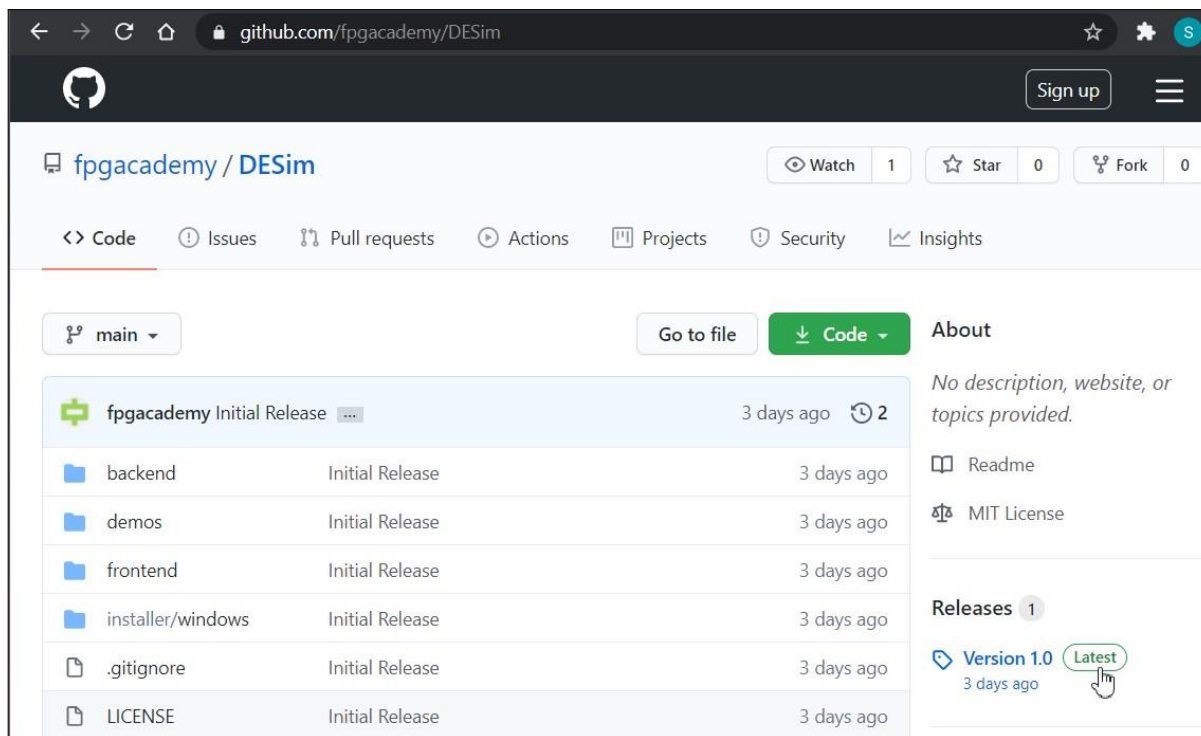 github.com/fpgacademy/DESim
S
Sign up
fpgacademy / DESim
Watch 1 Star 0 Fork 0
<> Code Issues Pull requests Actions Projects Security Insights
main Go to file Code
About
No description, website, or
topics provided.
fpgacademy Initial Release ... 3 days ago 2
backend Initial Release 3 days ago
Readme
demos Initial Release 3 days ago
MIT License
frontend Initial Release 3 days ago
installer/windows Initial Release 3 days ago
Releases 1
.gitignore Initial Release 3 days ago
Version 1.0 Latest
3 days ago
LICENSE Initial Release 3 days ago